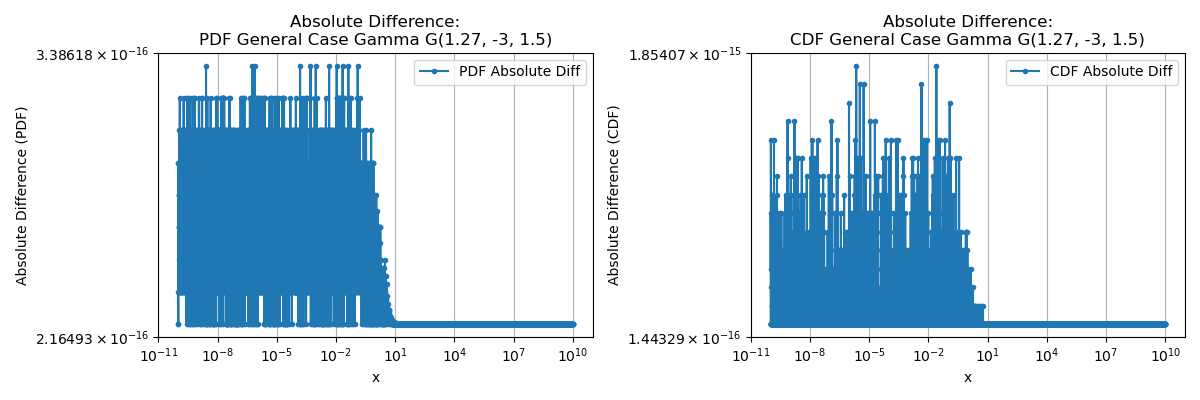 Absolute Difference:
PDF General Case Gamma G(1.27, -3, 1.5)
3.38618 × 10⁻¹⁶
2.16493 × 10⁻¹⁶
Absolute Difference (PDF)
PDF Absolute Diff
10⁻¹¹ 10⁻⁸ 10⁻⁵ 10⁻² 10¹ 10⁴ 10⁷ 10¹⁰
x
Absolute Difference:
CDF General Case Gamma G(1.27, -3, 1.5)
1.85407 × 10⁻¹⁵
1.44329 × 10⁻¹⁶
Absolute Difference (CDF)
CDF Absolute Diff
10⁻¹¹ 10⁻⁸ 10⁻⁵ 10⁻² 10¹ 10⁴ 10⁷ 10¹⁰
x